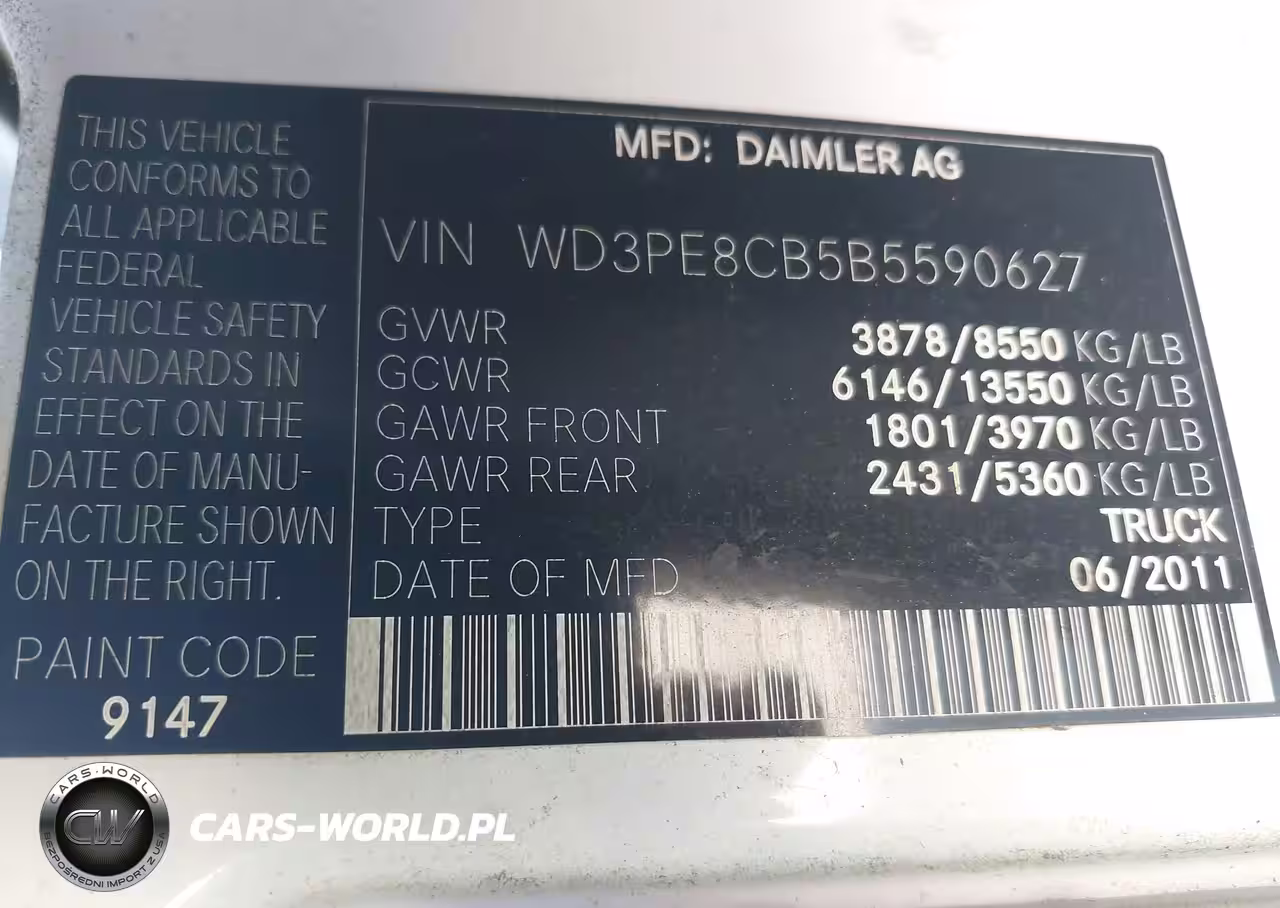 THIS VEHICLE
CONFORMS TO
ALL APPLICABLE
FEDERAL
VEHICLE SAFETY
STANDARDS IN
EFFECT ON THE
DATE OF MANU-
FACTURE SHOWN
ON THE RIGHT.
PAINT CODE
9147
MFD: DAIMLER AG
VIN WD3PE8CB5B5590627
GVWR 3878/8550 KG/LB
GCWR 6146/13550 KG/LB
GAWR FRONT 1801/3970 KG/LB
GAWR REAR 2431/5360 KG/LB
TYPE TRUCK
DATE OF MFD 06/2011
CARS-WORLD
CW
BEZPOŚREDNI IMPORT Z USA
CARS-WORLD.PL